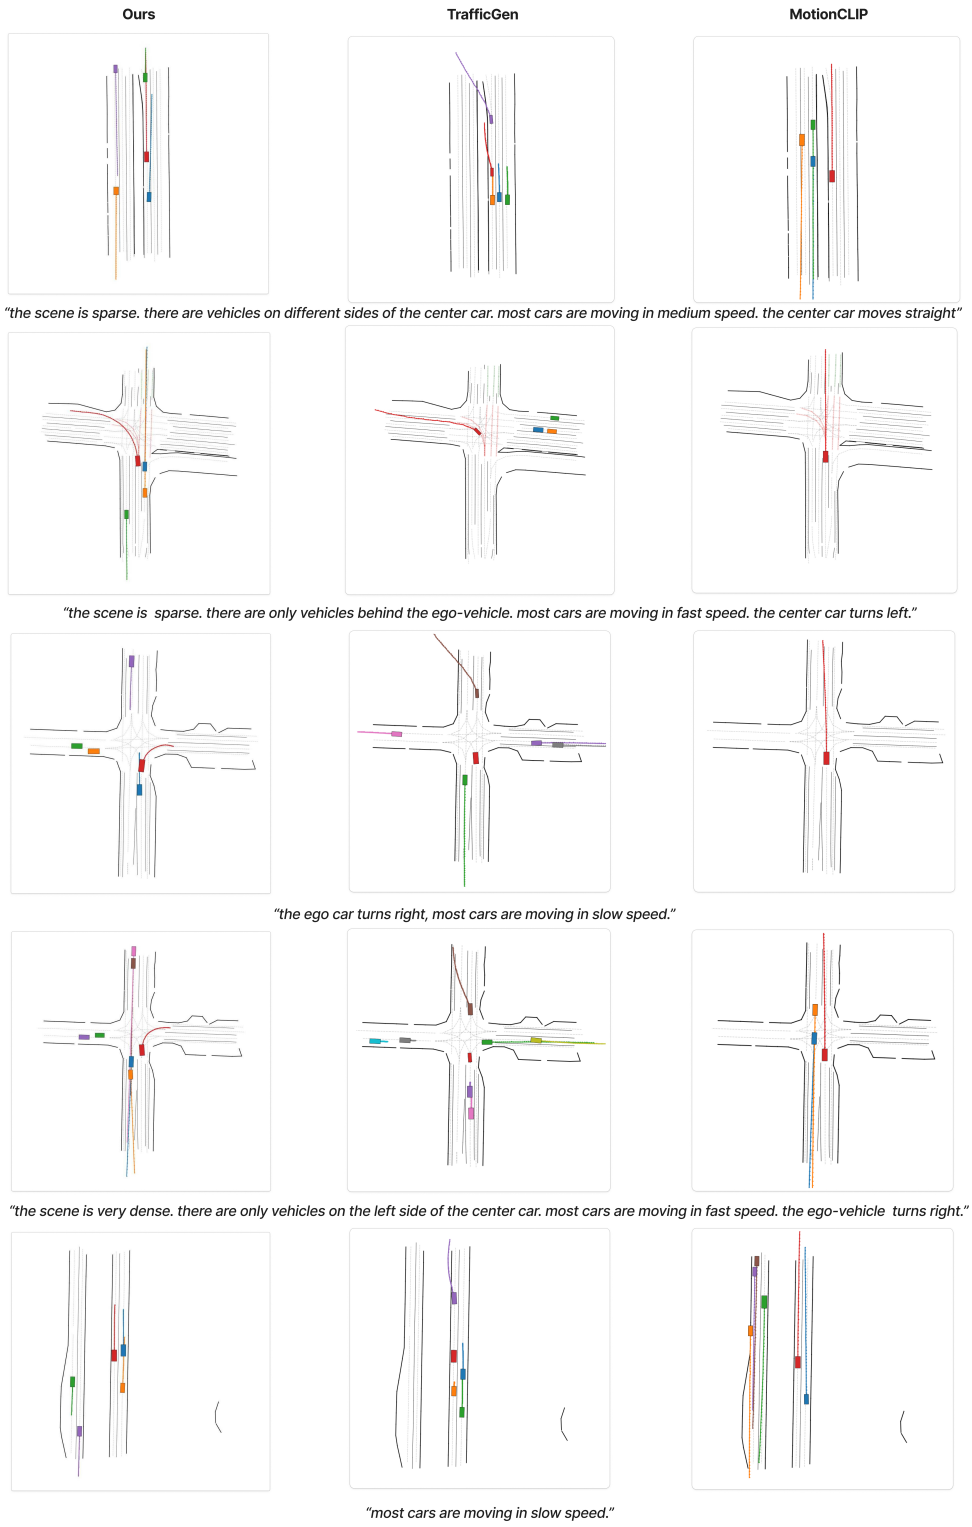 Ours TrafficGen MotionCLIP
“the scene is sparse. there are vehicles on different sides of the center car. most cars are moving in medium speed. the center car moves straight”
“the scene is sparse. there are only vehicles behind the ego-vehicle. most cars are moving in fast speed. the center car turns left.”
“the ego car turns right, most cars are moving in slow speed.”
“the scene is very dense. there are only vehicles on the left side of the center car. most cars are moving in fast speed. the ego-vehicle turns right.”
“most cars are moving in slow speed.”